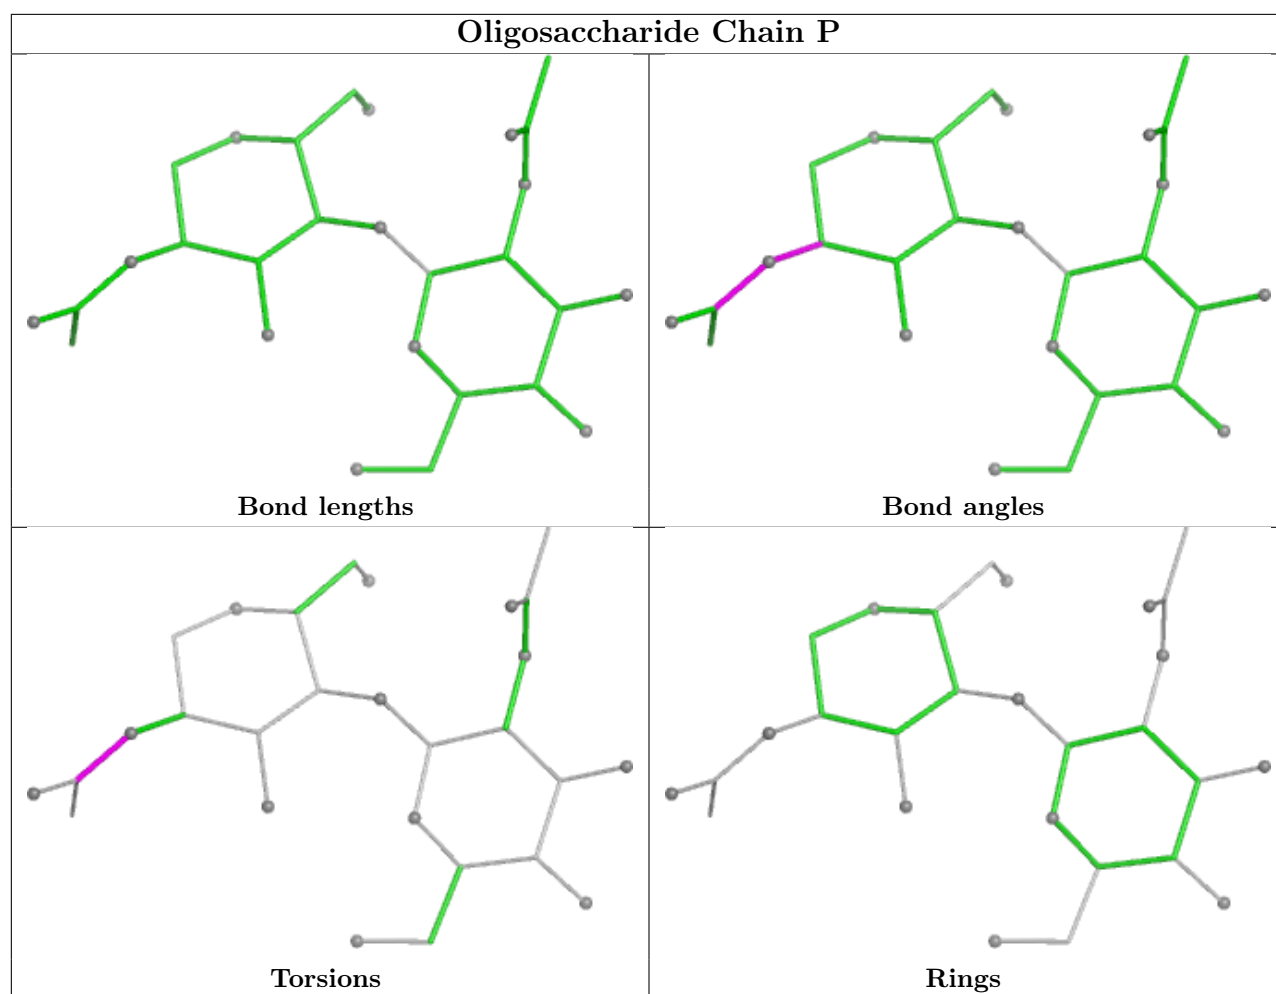 Oligosaccharide Chain P
Bond lengths
Bond angles
Torsions
Rings